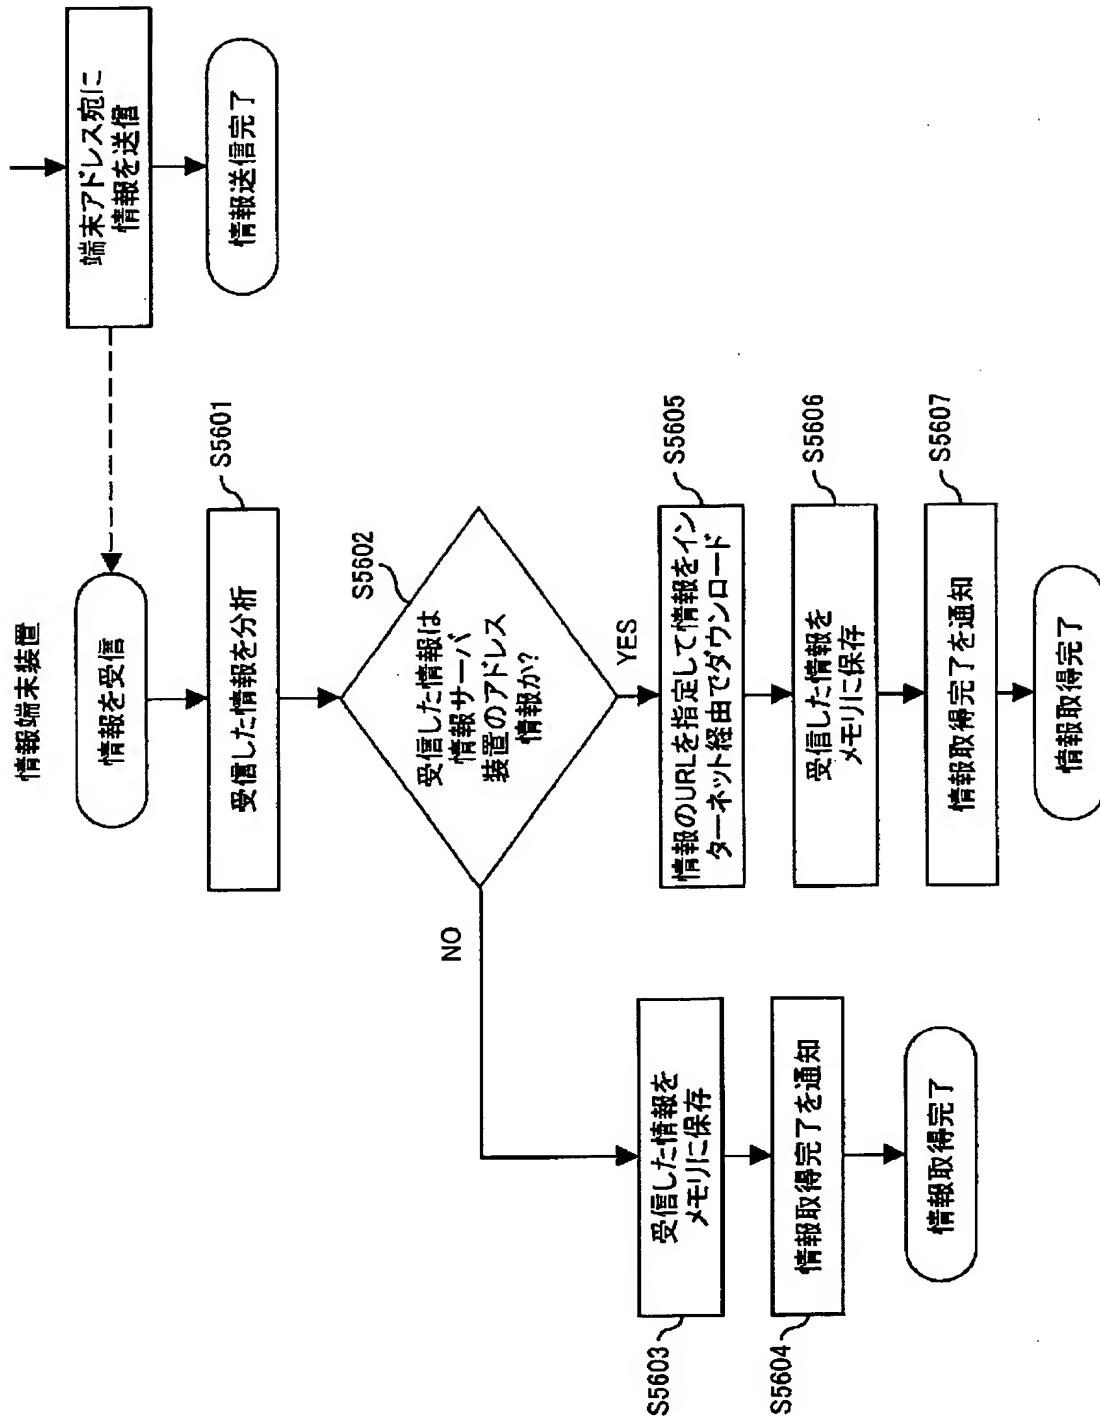 端末アドレス宛に
情報を送信
情報送信完了
情報端末装置
情報を受信
受信した情報を分析
S5601
受信した情報は
情報サーバ
装置のアドレス
情報か?
S5602
NO
YES
受信した情報を
メモリに保存
S5603
情報取得完了を通知
S5604
情報取得完了
情報のURLを指定して情報をイン
ターネット経由でダウンロード
S5605
受信した情報を
メモリに保存
S5606
情報取得完了を通知
S5607
情報取得完了